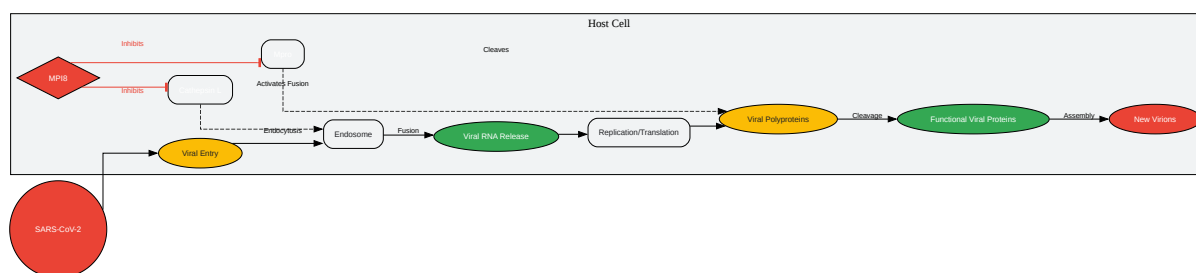 Host Cell
Inhibits
Cleaves
MPI8
Activates Fusion
Inhibits
Endocytosis
Endosome
Fusion
Viral RNA Release
Replication/Translation
Viral Polyproteins
Cleavage
Functional Viral Proteins
Assembly
New Virions
Viral Entry
SARS-CoV-2